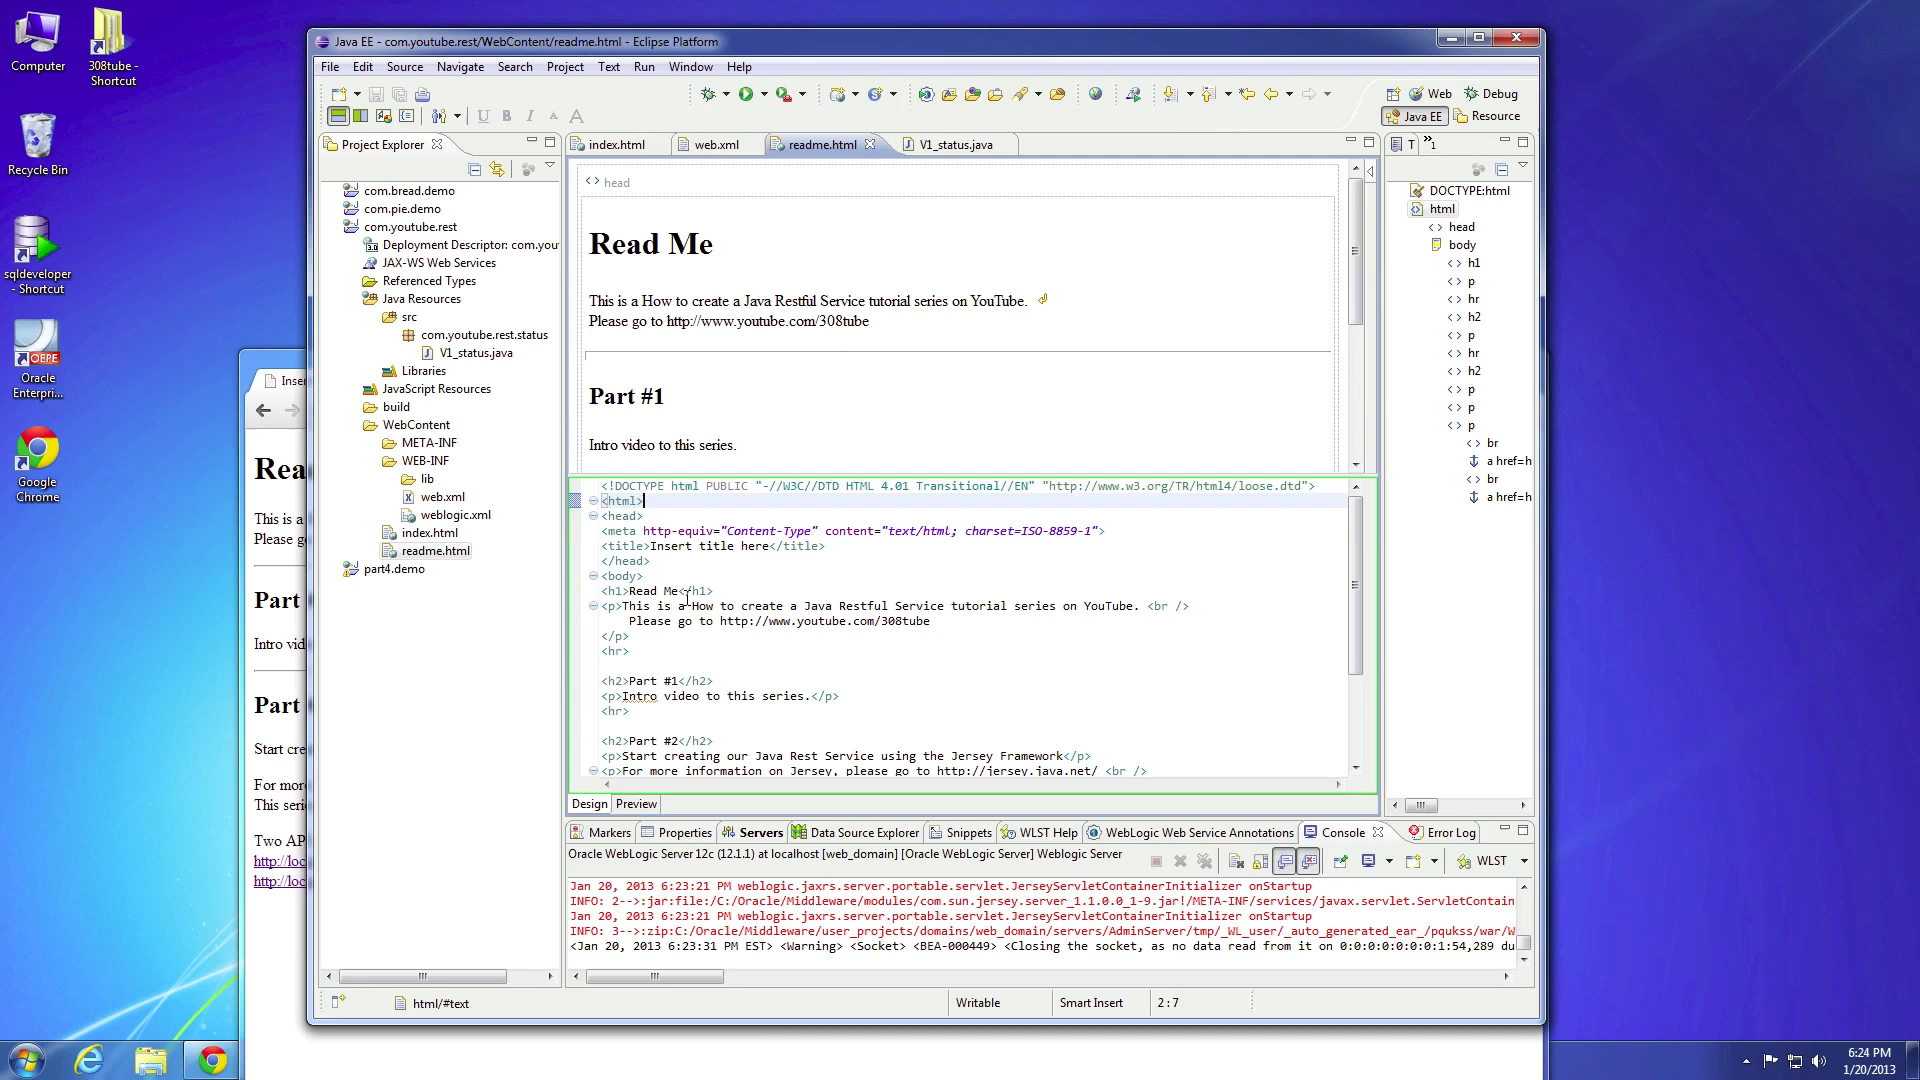 Computer
308tube -
Shortcut
Recycle Bin
sqldeveloper
- Shortcut
OEPE
Oracle
Enterpri...
Google
Chrome
Java EE - com.youtube.rest/WebContent/readme.html - Eclipse Platform
File Edit Source Navigate Search Project Text Run Window Help
Web Debug
Java EE Resource
Project Explorer
com.bread.demo
com.pie.demo
com.youtube.rest
Deployment Descriptor: com.you
JAX-WS Web Services
Referenced Types
Java Resources
src
com.youtube.rest.status
V1_status.java
Libraries
JavaScript Resources
build
WebContent
META-INF
WEB-INF
lib
web.xml
weblogic.xml
index.html
readme.html
part4.demo
index.html web.xml readme.html V1_status.java
head
Read Me
This is a How to create a Java Restful Service tutorial series on YouTube.
Please go to http://www.youtube.com/308tube
Part #1
Intro video to this series.
<!DOCTYPE html PUBLIC "-//W3C//DTD HTML 4.01 Transitional//EN" "http://www.w3.org/TR/html4/loose.dtd">
<html>
<head>
<meta http-equiv="Content-Type" content="text/html; charset=ISO-8859-1">
<title>Insert title here</title>
</head>
<body>
<h1>Read Me</h1>
<p>This is a How to create a Java Restful Service tutorial series on YouTube. <br />
Please go to http://www.youtube.com/308tube
</p>
<hr>
<h2>Part #1</h2>
<p>Intro video to this series.</p>
<hr>
<h2>Part #2</h2>
<p>Start creating our Java Rest Service using the Jersey Framework</p>
<p>For more information on Jersey, please go to http://jersey.java.net/ <br />
Design Preview
T »1
DOCTYPE:html
html
head
body
h1
p
hr
h2
p
hr
h2
p
p
p
br
a href=h
br
a href=h
Markers Properties Servers Data Source Explorer Snippets WLST Help WebLogic Web Service Annotations Console Error Log
Oracle WebLogic Server 12c (12.1.1) at localhost [web_domain] [Oracle WebLogic Server] Weblogic Server
WLST
Jan 20, 2013 6:23:21 PM weblogic.jaxrs.server.portable.servlet.JerseyServletContainerInitializer onStartup
INFO: 2-->:jar:file:/C:/Oracle/Middleware/modules/com.sun.jersey.server_1.1.0.0_1-9.jar!/META-INF/services/javax.servlet.ServletContain
Jan 20, 2013 6:23:21 PM weblogic.jaxrs.server.portable.servlet.JerseyServletContainerInitializer onStartup
INFO: 3-->:zip:C:/Oracle/Middleware/user_projects/domains/web_domain/servers/AdminServer/tmp/_WL_user/_auto_generated_ear_/pqukss/war/W
<Jan 20, 2013 6:23:31 PM EST> <Warning> <Socket> <BEA-000449> <Closing the socket, as no data read from it on 0:0:0:0:0:0:0:1:54,289 du
html/#text
Writable Smart Insert 2 : 7
Inser
Rea
This is a
Please go
Part
Intro vid
Part
Start cre
For more
This seri
Two AP
http://loc
http://loc
6:24 PM
1/20/2013